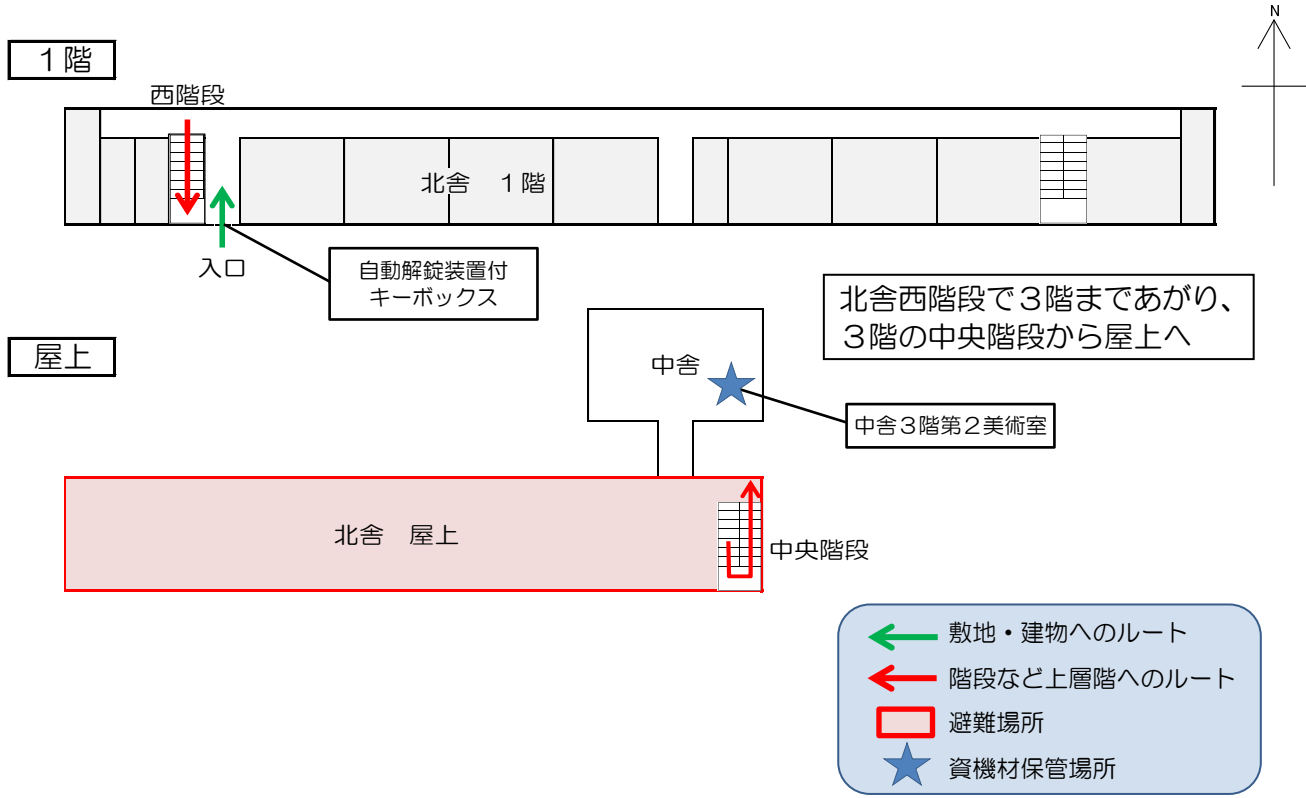 N
１階
西階段
北舎　１階
入口
自動解錠装置付
キーボックス
北舎西階段で３階まであがり、
３階の中央階段から屋上へ
屋上
中舎
中舎３階第２美術室
北舎　屋上
中央階段
敷地・建物へのルート
階段など上層階へのルート
避難場所
資機材保管場所